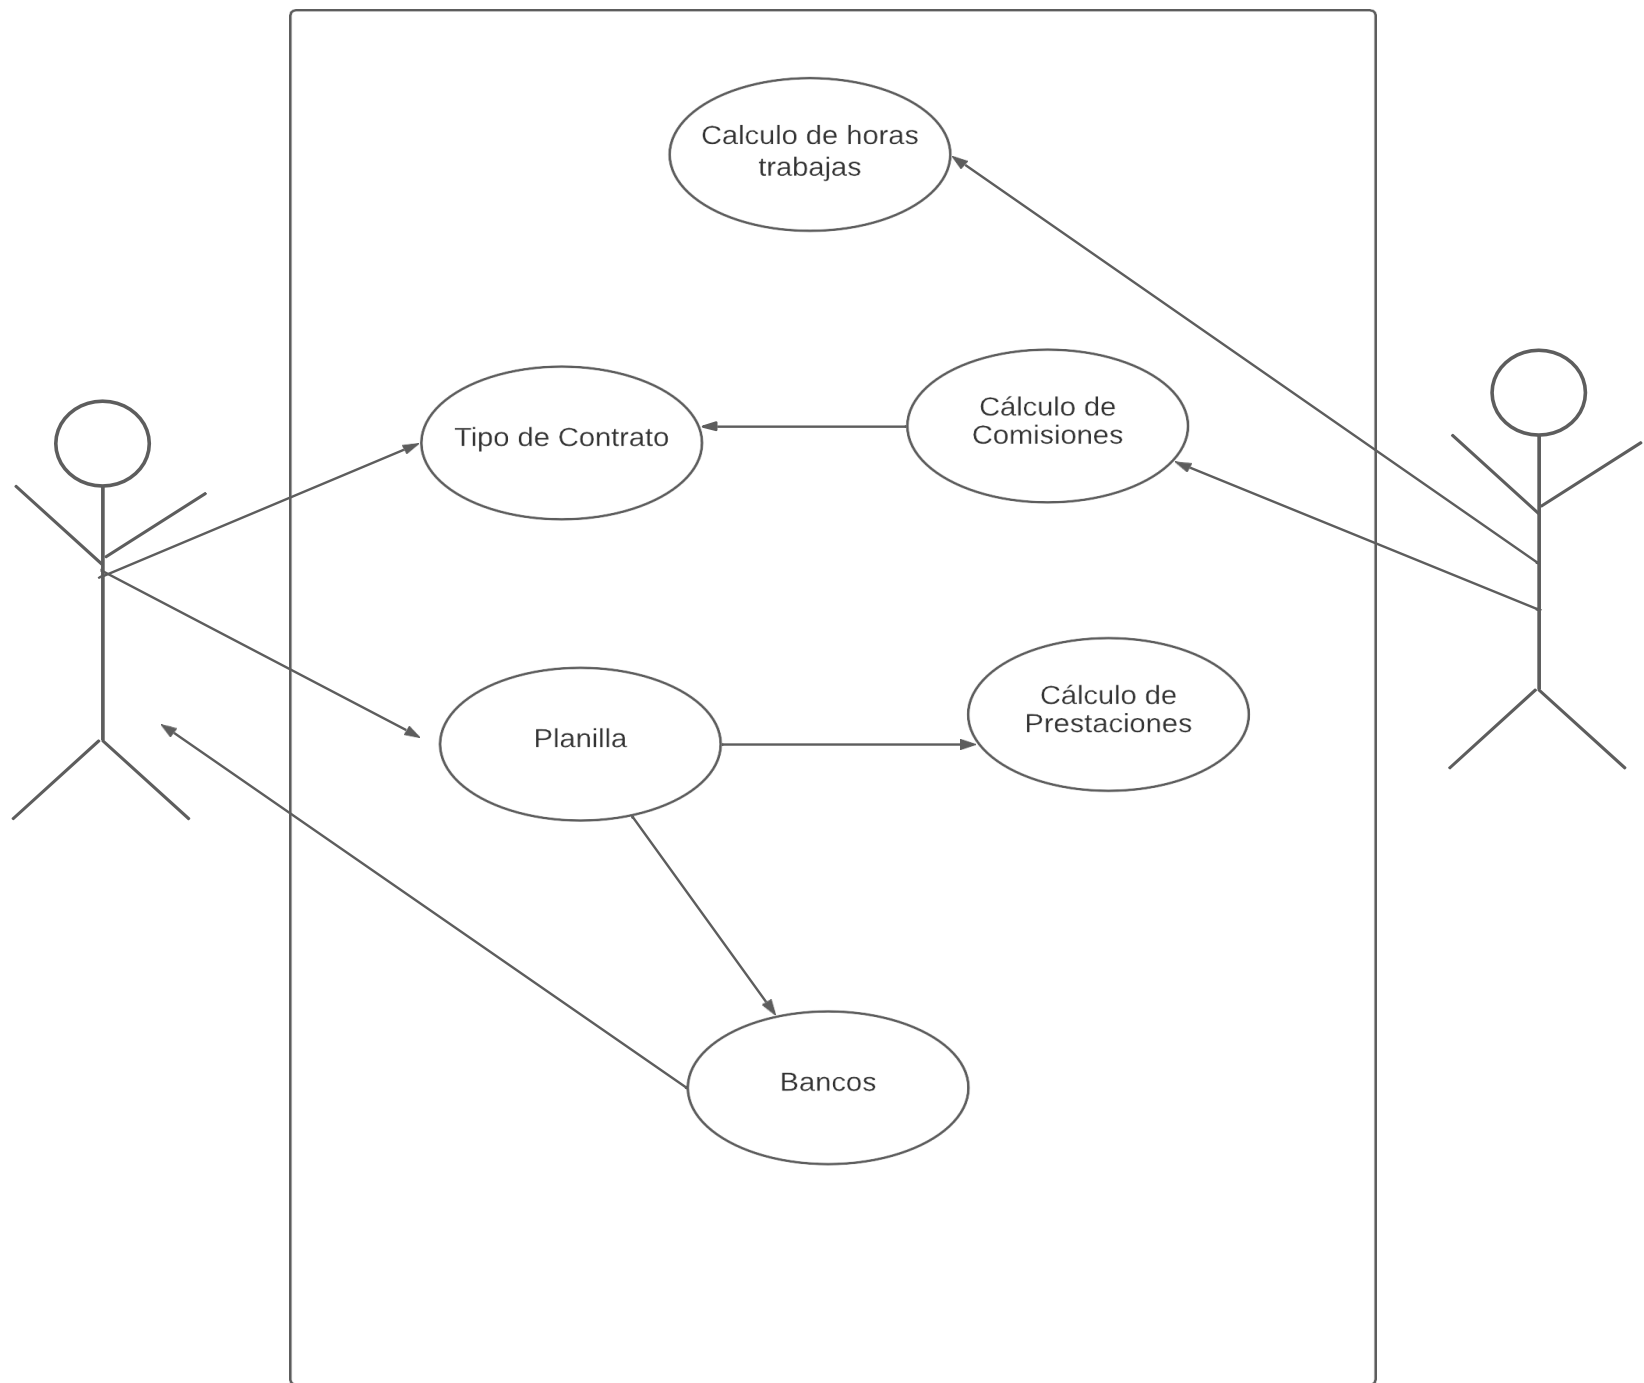 Calculo de horas
trabajas
Tipo de Contrato
Cálculo de
Comisiones
Planilla
Cálculo de
Prestaciones
Bancos